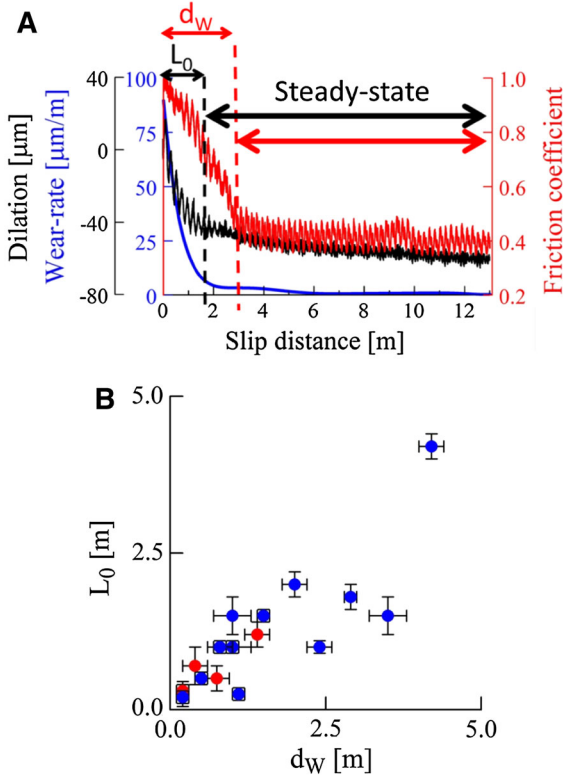 A
d_W
L_0
Steady-state
Dilation [μm]
40
0
-40
-80
Wear-rate [μm/m]
100
75
50
25
0
1.0
0.8
0.6
0.4
0.2
Friction coefficient
0 2 4 6 8 10 12
Slip distance [m]
B
5.0
2.5
0.0
L_0 [m]
0.0 2.5 5.0
d_W [m]